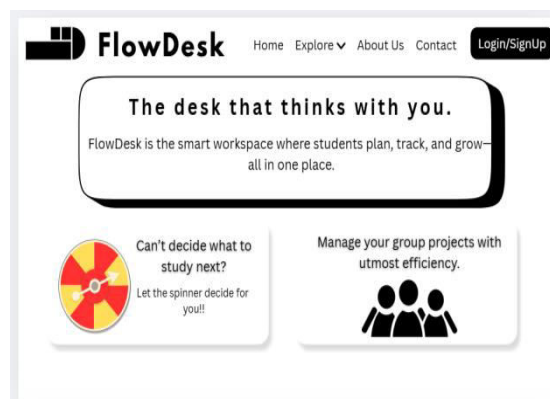 FlowDesk
Home Explore About Us Contact Login/SignUp
The desk that thinks with you.
FlowDesk is the smart workspace where students plan, track, and grow—
all in one place.
Can't decide what to
study next?
Let the spinner decide for
you!!
Manage your group projects with
utmost efficiency.